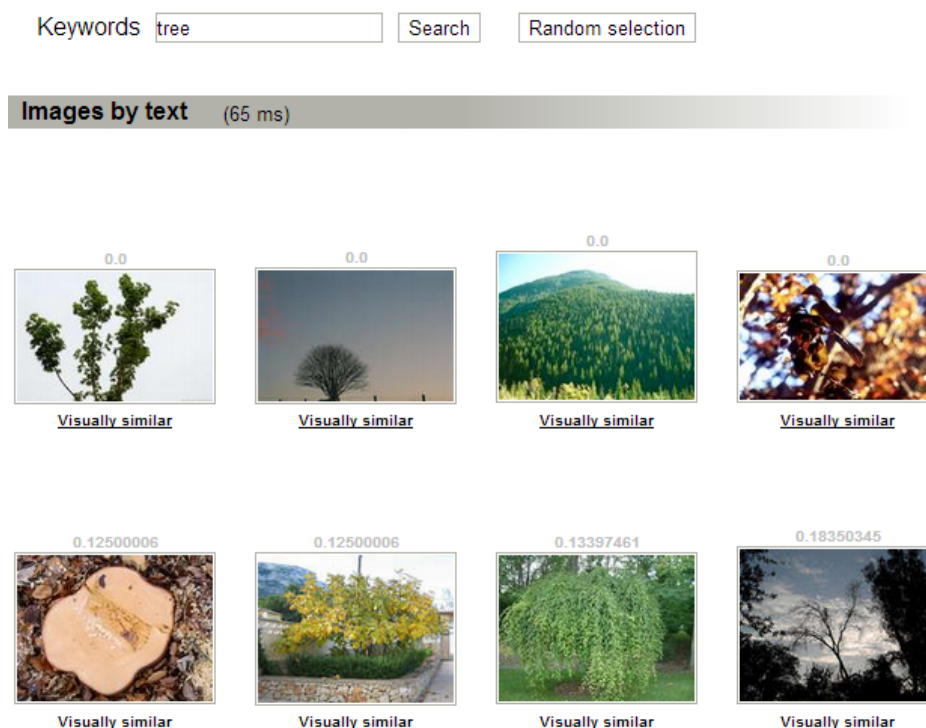 Keywords tree Search Random selection
Images by text (65 ms)
0.0 0.0 0.0 0.0
Visually similar Visually similar Visually similar Visually similar
0.12500006 0.12500006 0.13397461 0.18350345
Visually similar Visually similar Visually similar Visually similar